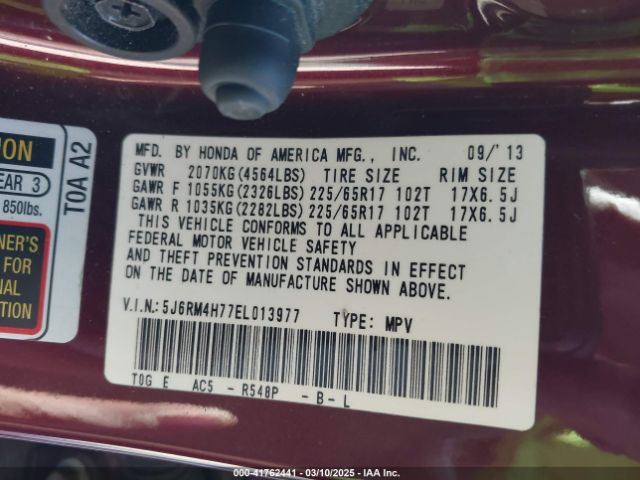 ION
EAR 3
850lbs.
NER'S
FOR
NAL
ION
T0A A2
MFD. BY HONDA OF AMERICA MFG., INC. 09/'13
GVWR 2070KG(4564LBS) TIRE SIZE RIM SIZE
GAWR F 1055KG(2326LBS) 225/65R17 102T 17X6.5J
GAWR R 1035KG(2282LBS) 225/65R17 102T 17X6.5J
THIS VEHICLE CONFORMS TO ALL APPLICABLE
FEDERAL MOTOR VEHICLE SAFETY
AND THEFT PREVENTION STANDARDS IN EFFECT
ON THE DATE OF MANUFACTURE SHOWN ABOVE.
V.I.N.:5J6RM4H77EL013977 TYPE: MPV
T0G E AC5 - R548P - B - L
000-41762441 - 03/10/2025 - IAA Inc.